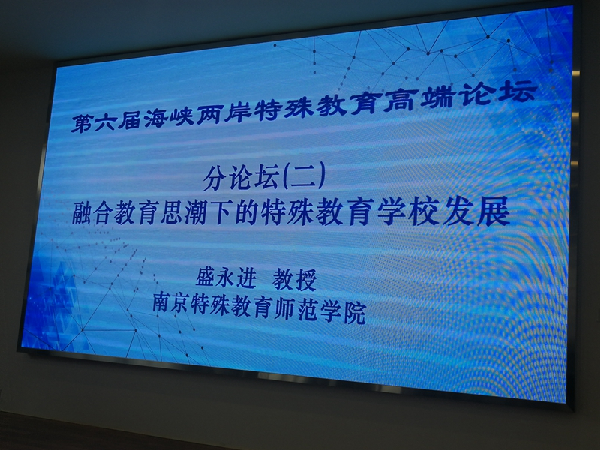 第六届海峡两岸特殊教育高端论坛
分论坛(二)
融合教育思潮下的特殊教育学校发展
盛永进 教授
南京特殊教育师范学院